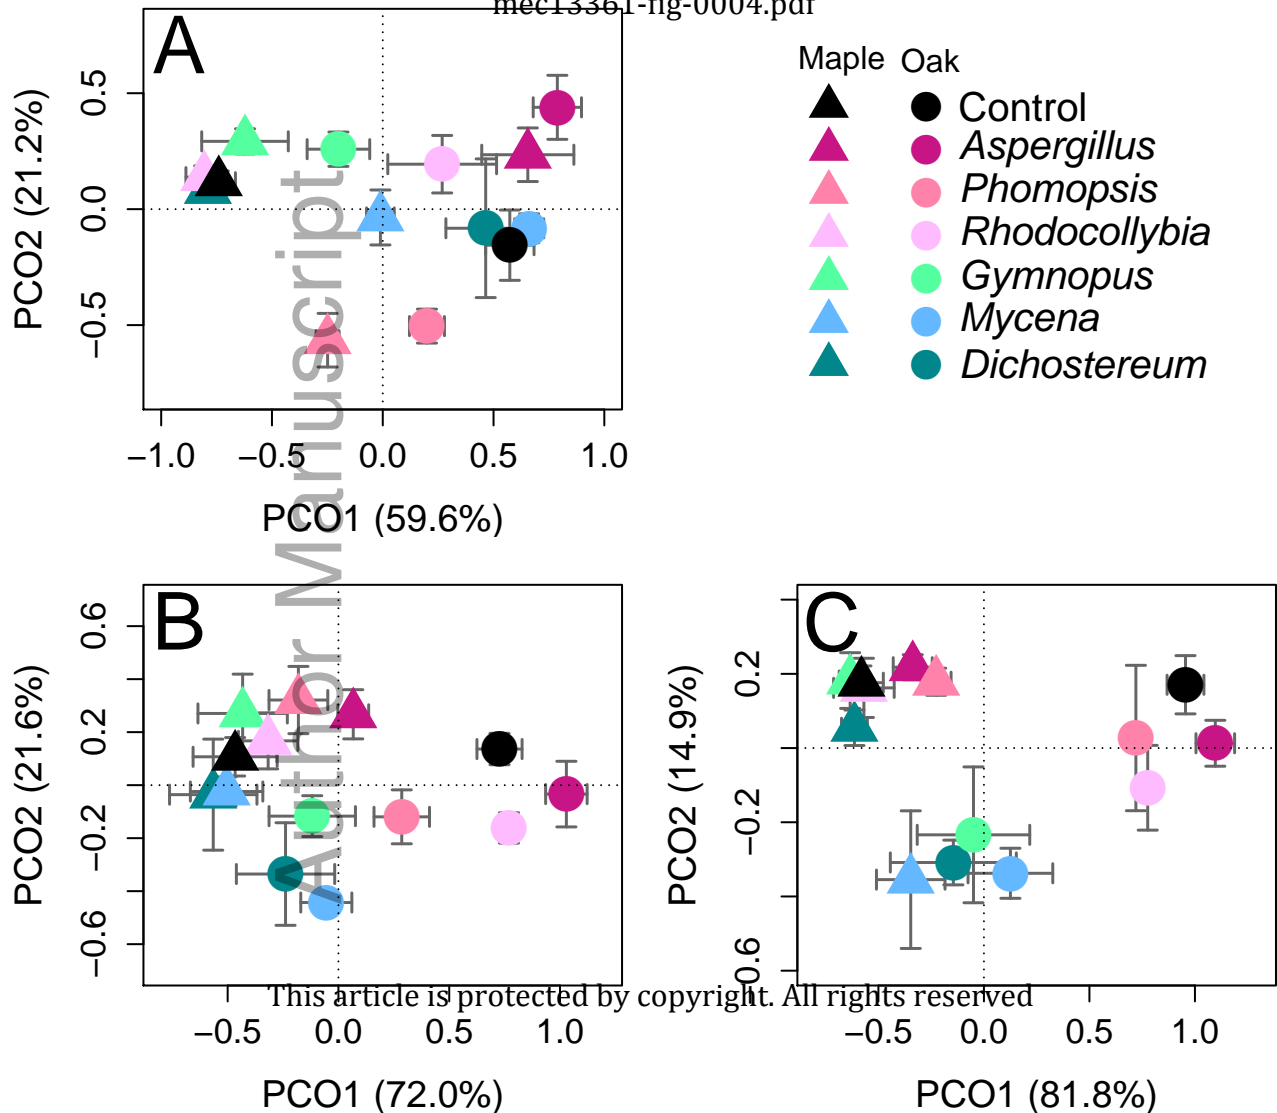 mec13361-fig-0004.pdf
A
PCO2 (21.2%)
0.5
0.0
−0.5
−1.0 −0.5 0.0 0.5 1.0
PCO1 (59.6%)
Maple Oak
Control
Aspergillus
Phomopsis
Rhodocollybia
Gymnopus
Mycena
Dichostereum
Author Manuscript
B
PCO2 (21.6%)
0.6
0.2
−0.2
−0.6
−0.5 0.0 0.5 1.0
PCO1 (72.0%)
C
PCO2 (14.9%)
0.2
−0.2
−0.6
−0.5 0.0 0.5 1.0
PCO1 (81.8%)
This article is protected by copyright. All rights reserved